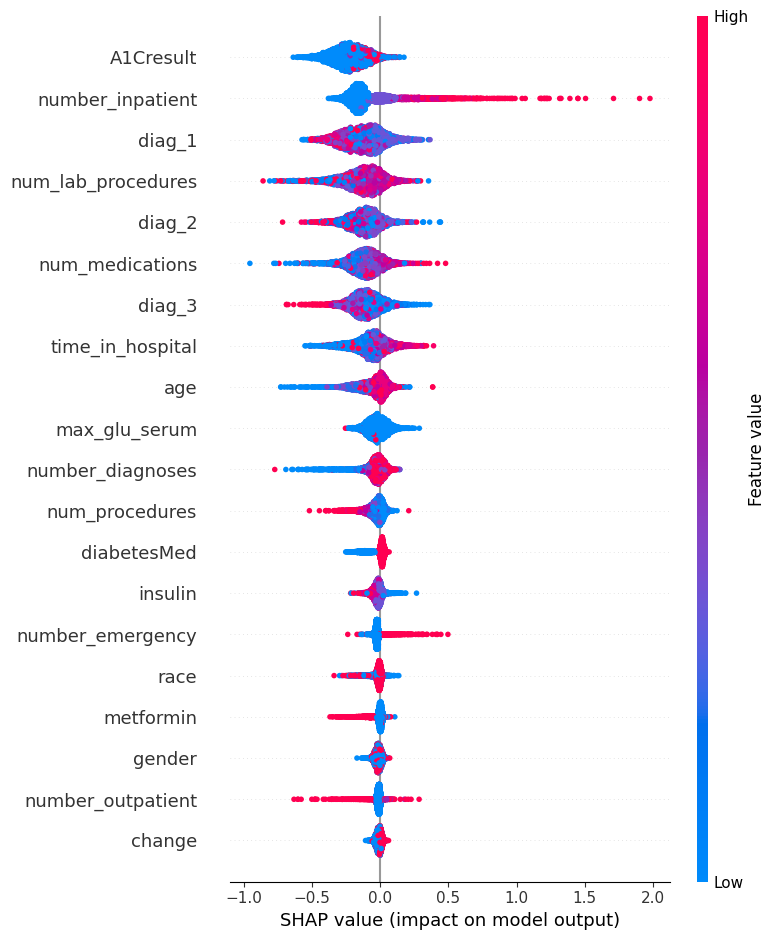 High
A1Cresult
number_inpatient
diag_1
num_lab_procedures
diag_2
num_medications
diag_3
time_in_hospital
age
max_glu_serum
number_diagnoses
num_procedures
diabetesMed
insulin
number_emergency
race
metformin
gender
number_outpatient
change
Feature value
Low
−1.0 −0.5 0.0 0.5 1.0 1.5 2.0
SHAP value (impact on model output)